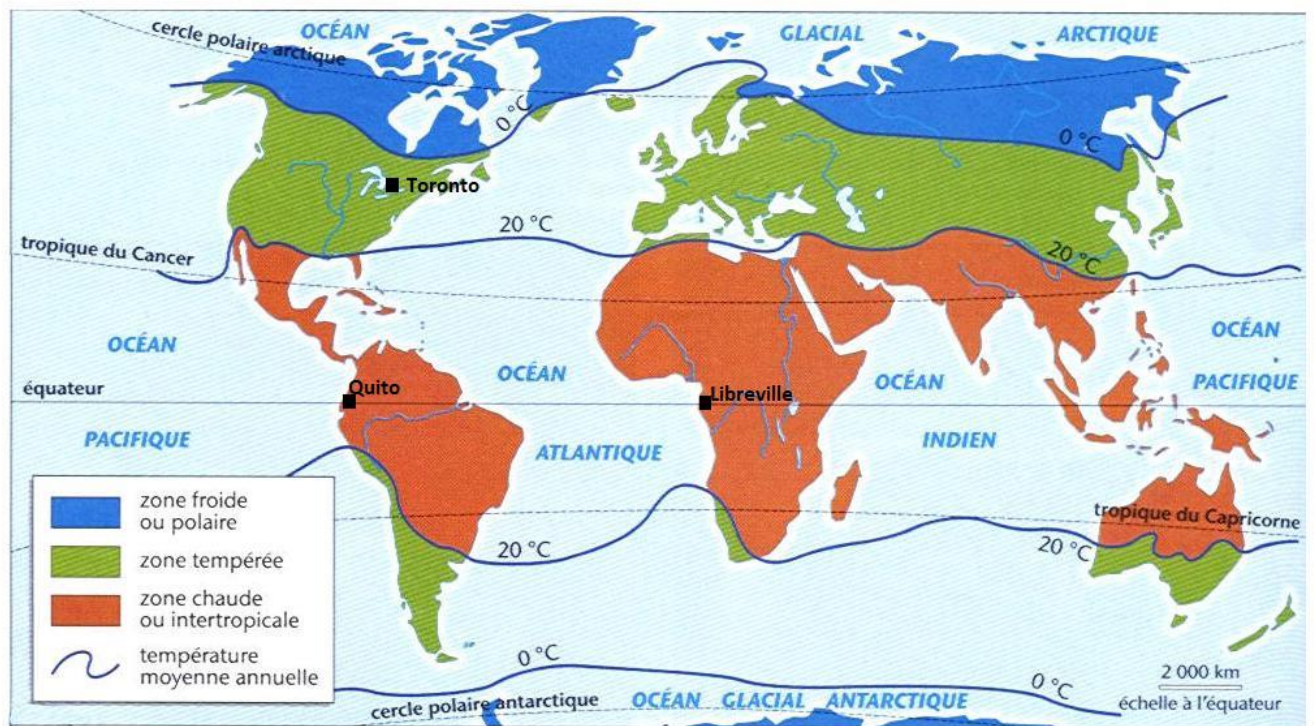 OCÉAN GLACIAL ARCTIQUE
cercle polaire arctique
0 °C
0 °C
Toronto
20 °C
tropique du Cancer
20 °C
OCÉAN
OCÉAN
OCÉAN
OCÉAN
équateur
Quito
Libreville
PACIFIQUE
PACIFIQUE
ATLANTIQUE
INDIEN
zone froide
ou polaire
zone tempérée
zone chaude
ou intertropicale
température
moyenne annuelle
tropique du Capricorne
20 °C
20 °C
0 °C
0 °C
2 000 km
échelle à l'équateur
cercle polaire antarctique
OCÉAN GLACIAL ANTARCTIQUE